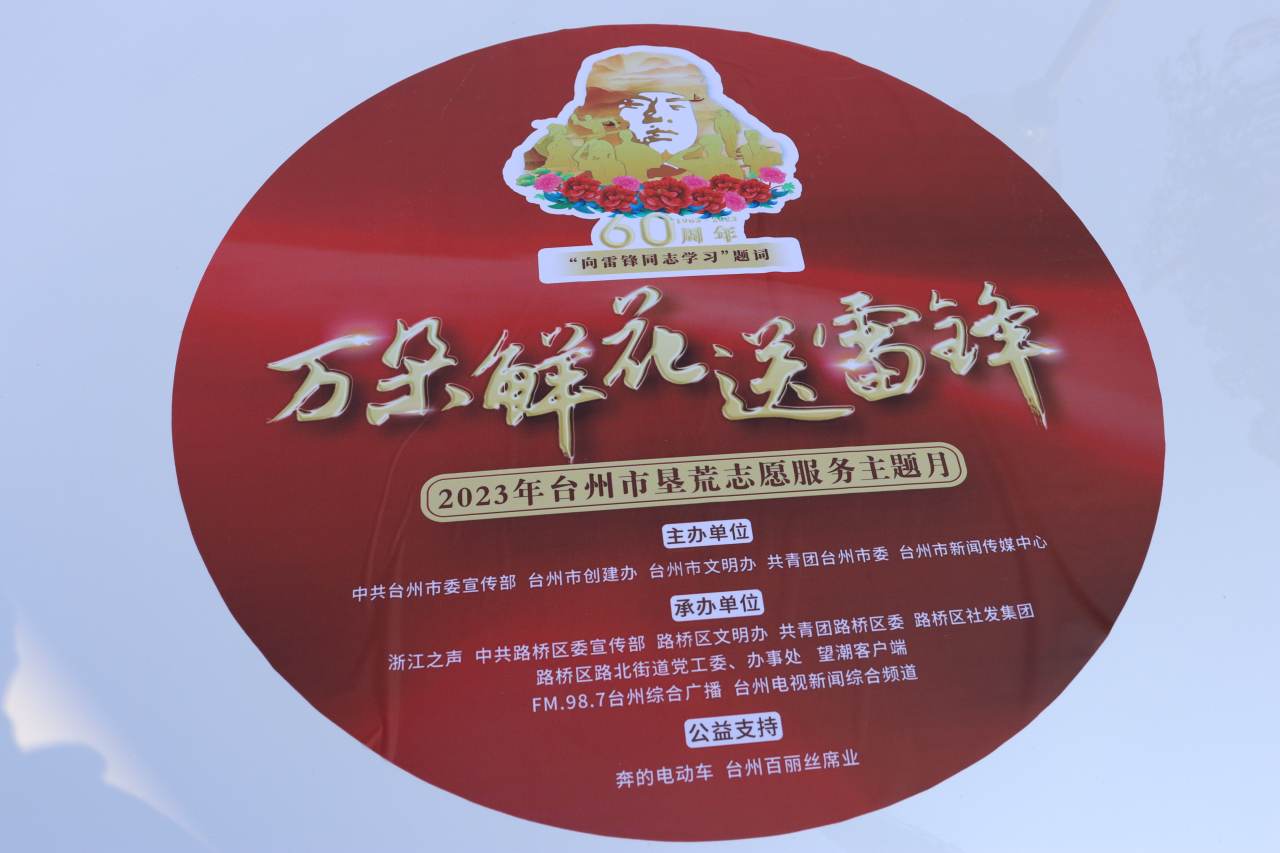 60周年
1963 2023
"向雷锋同志学习"题词
万朵鲜花送雷锋
2023年台州市垦荒志愿服务主题月
主办单位
中共台州市委宣传部 台州市创建办 台州市文明办 共青团台州市委 台州市新闻传媒中心
承办单位
浙江之声 中共路桥区委宣传部 路桥区文明办 共青团路桥区委 路桥区社发集团
路桥区路北街道党工委、办事处 望潮客户端
FM.98.7台州综合广播 台州电视新闻综合频道
公益支持
奔的电动车 台州百丽丝席业